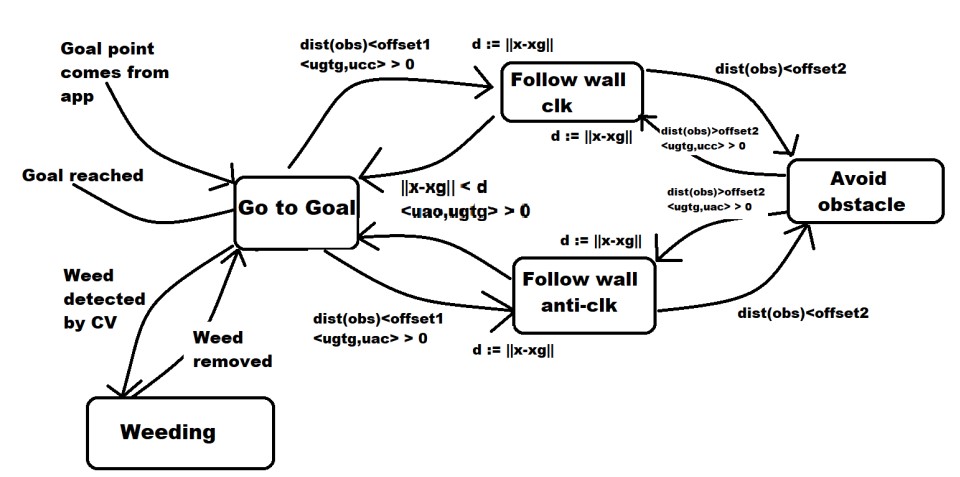 Goal point
comes from
app
dist(obs)<offset1
<ugtg,ucc> > 0
d := ||x-xg||
Follow wall
clk
dist(obs)<offset2
d := ||x-xg||
dist(obs)>offset2
<ugtg,ucc> > 0
Goal reached
Go to Goal
||x-xg|| < d
<uao,ugtg> > 0
dist(obs)>offset2
<ugtg,uac> > 0
Avoid
obstacle
d := ||x-xg||
Follow wall
anti-clk
Weed
detected
by CV
Weed
removed
dist(obs)<offset1
<ugtg,uac> > 0
d := ||x-xg||
dist(obs)<offset2
Weeding